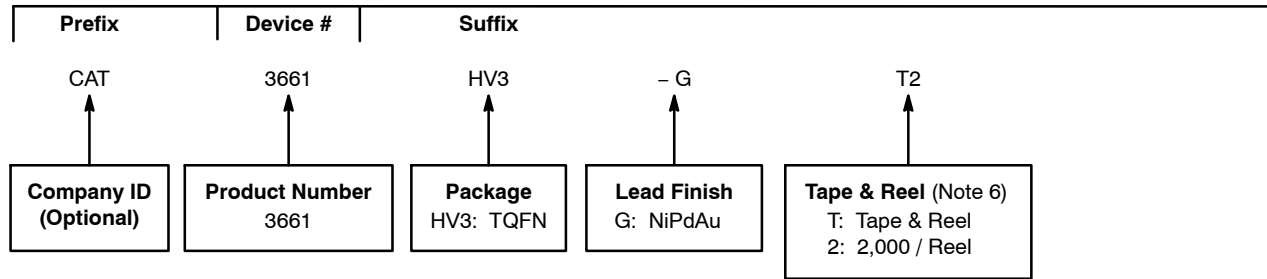 Prefix Device # Suffix
CAT 3661 HV3 – G T2
Company ID
(Optional)
Product Number
3661
Package
HV3: TQFN
Lead Finish
G: NiPdAu
Tape & Reel (Note 6)
T: Tape & Reel
2: 2,000 / Reel